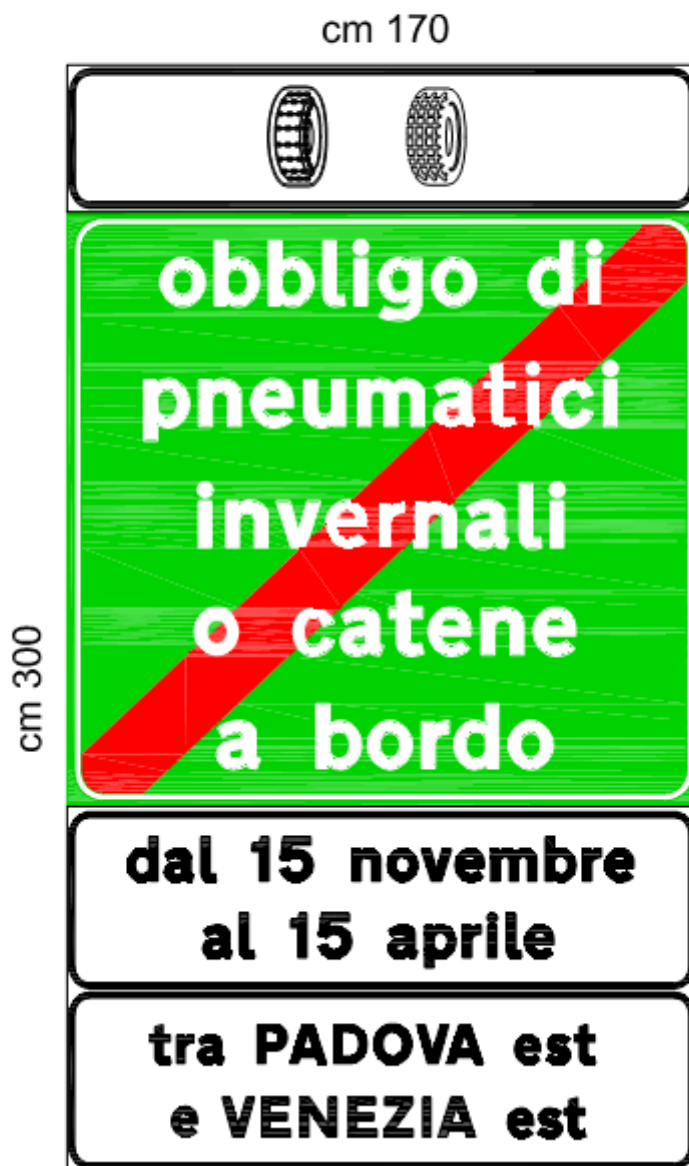 cm 170
obbligo di
pneumatici
invernali
o catene
a bordo
cm 300
dal 15 novembre
al 15 aprile
tra PADOVA est
e VENEZIA est